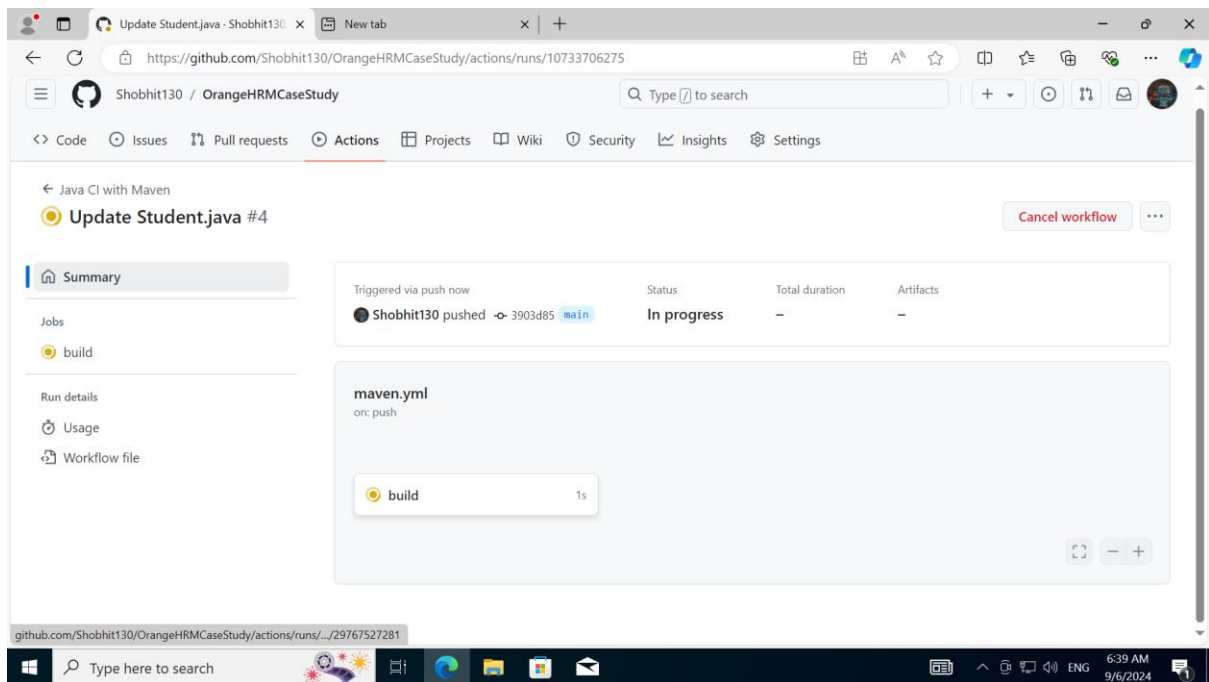 Update Student.java · Shobhit130
New tab
https://github.com/Shobhit130/OrangeHRMCaseStudy/actions/runs/10733706275
Shobhit130 / OrangeHRMCaseStudy
Type / to search
Code Issues Pull requests Actions Projects Wiki Security Insights Settings
Java CI with Maven
Update Student.java #4
Cancel workflow
Summary
Jobs
build
Run details
Usage
Workflow file
Triggered via push now
Shobhit130 pushed 3903d85 main
Status
In progress
Total duration
–
Artifacts
–
maven.yml
on: push
build 1s
github.com/Shobhit130/OrangeHRMCaseStudy/actions/runs/.../29767527281
Type here to search
ENG
6:39 AM
9/6/2024
1